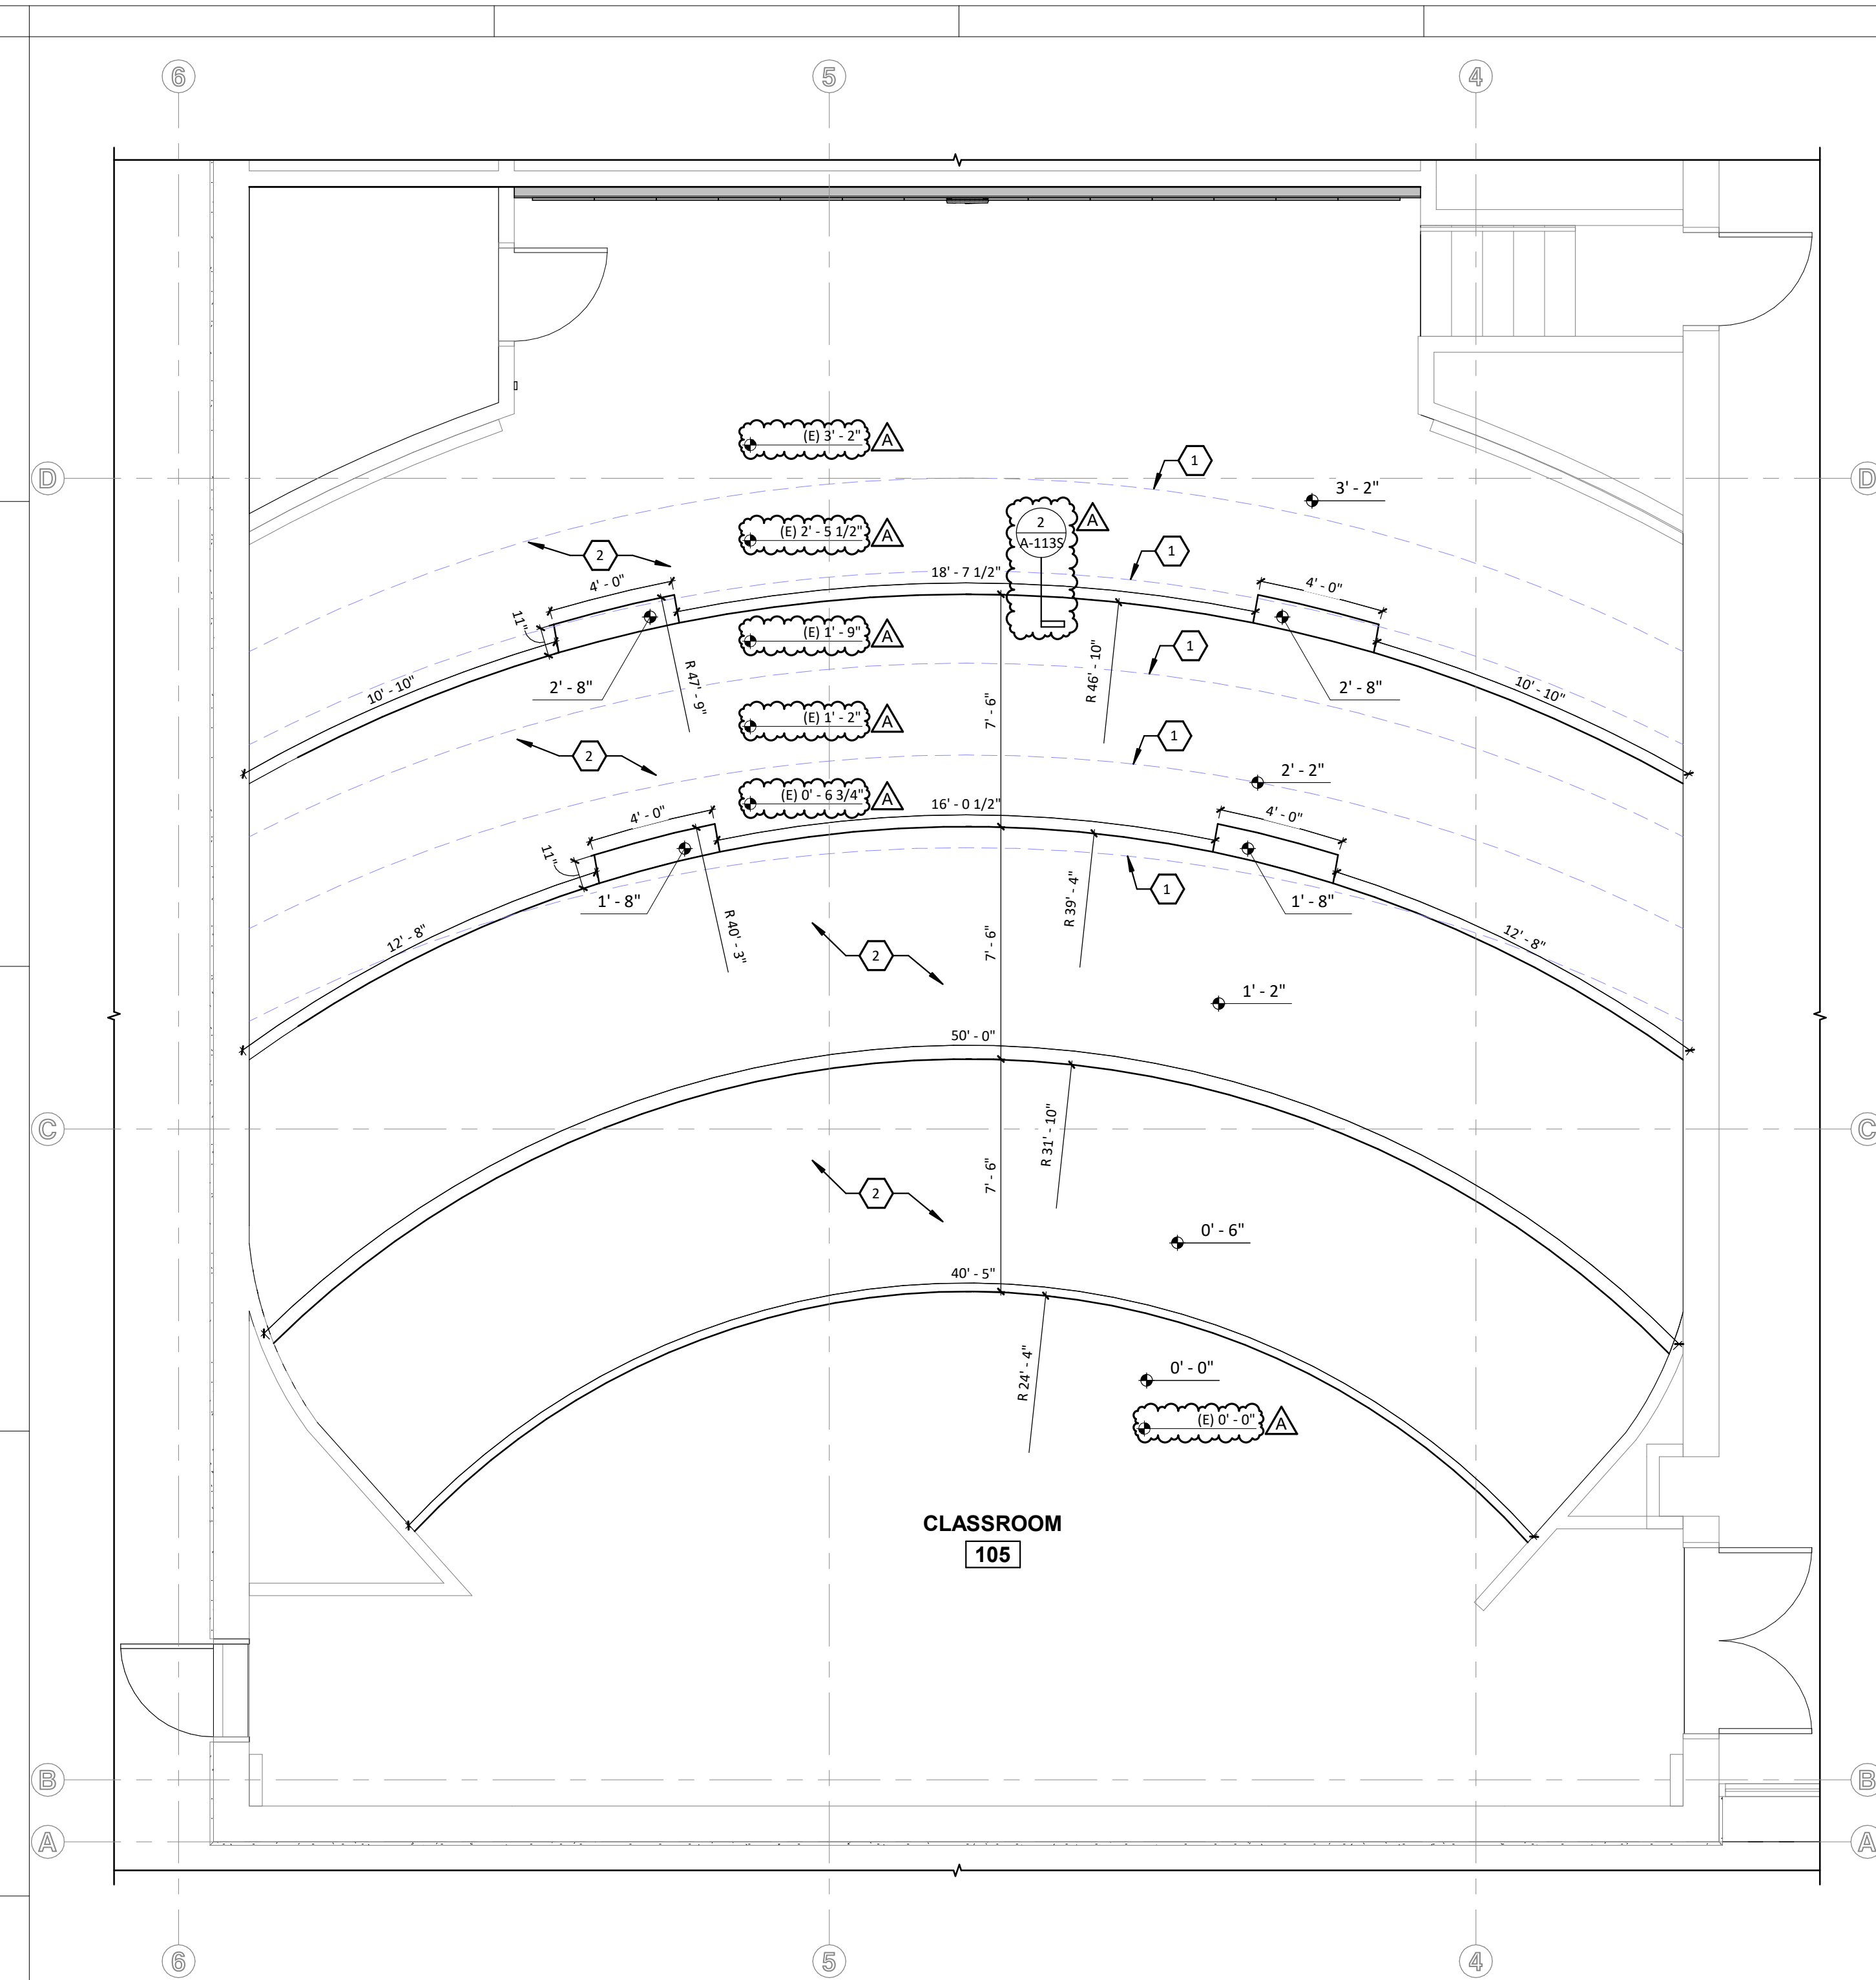 6
5
4
(E) 3' - 2"
A
1
D
D
3' - 2"
2
A-113S
A
(E) 2' - 5 1/2"
A
2
1
18' - 7 1/2"
4' - 0"
4' - 0"
11"
(E) 1' - 9"
A
1
10' - 10"
2' - 8"
R 47' - 9"
R 46' - 10"
2' - 8"
10' - 10"
7' - 6"
(E) 1' - 2"
A
1
2
2' - 2"
(E) 0' - 6 3/4"
A
16' - 0 1/2"
4' - 0"
4' - 0"
11"
1' - 8"
R 39' - 4"
1
1' - 8"
12' - 8"
R 40' - 3"
12' - 8"
2
7' - 6"
1' - 2"
50' - 0"
C
C
R 31' - 10"
7' - 6"
2
0' - 6"
40' - 5"
R 24' - 4"
0' - 0"
(E) 0' - 0"
A
CLASSROOM
105
B
B
A
A
6
5
4